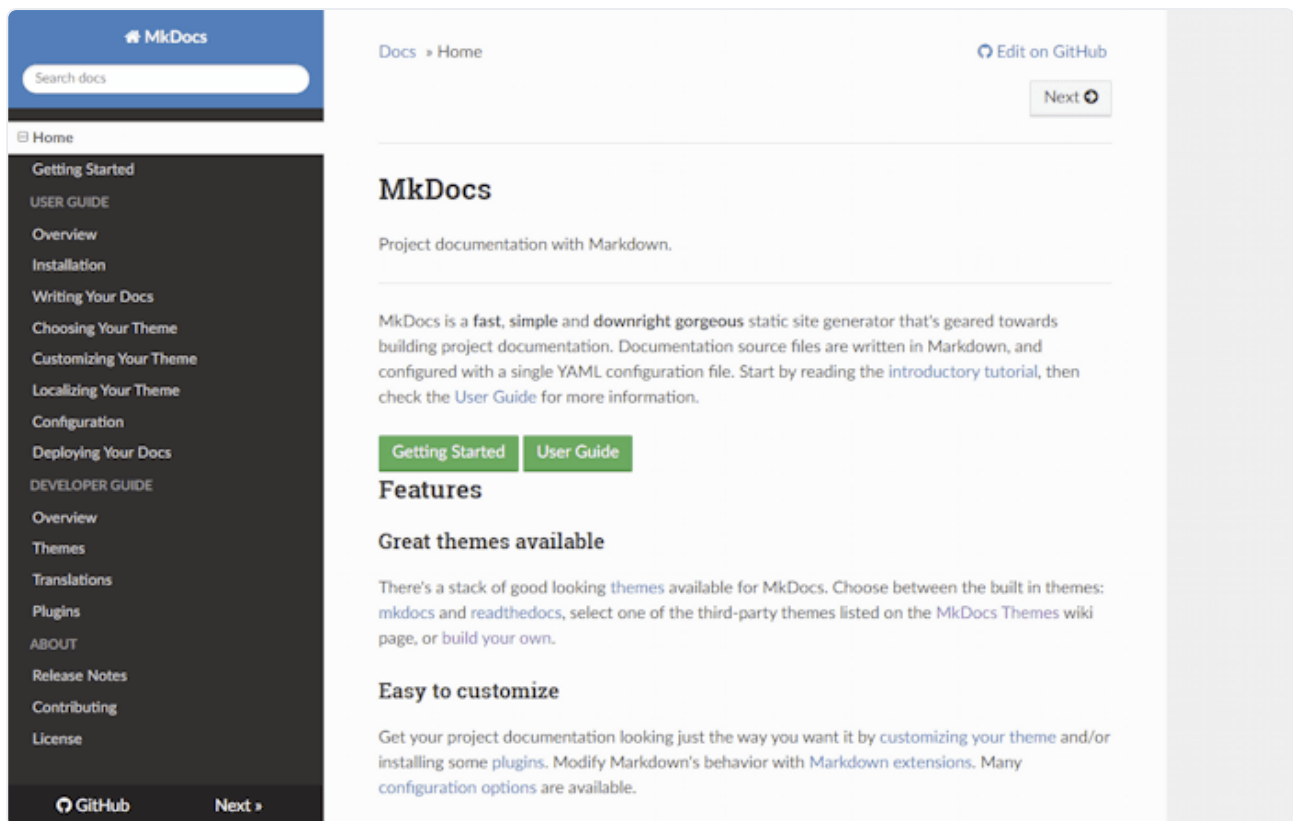 MkDocs
Search docs
Home
Getting Started
USER GUIDE
Overview
Installation
Writing Your Docs
Choosing Your Theme
Customizing Your Theme
Localizing Your Theme
Configuration
Deploying Your Docs
DEVELOPER GUIDE
Overview
Themes
Translations
Plugins
ABOUT
Release Notes
Contributing
License
GitHub Next »
Docs » Home Edit on GitHub
Next
MkDocs
Project documentation with Markdown.
MkDocs is a fast, simple and downright gorgeous static site generator that's geared towards
building project documentation. Documentation source files are written in Markdown, and
configured with a single YAML configuration file. Start by reading the introductory tutorial, then
check the User Guide for more information.
Getting Started User Guide
Features
Great themes available
There's a stack of good looking themes available for MkDocs. Choose between the built in themes:
mkdocs and readthedocs, select one of the third-party themes listed on the MkDocs Themes wiki
page, or build your own.
Easy to customize
Get your project documentation looking just the way you want it by customizing your theme and/or
installing some plugins. Modify Markdown's behavior with Markdown extensions. Many
configuration options are available.